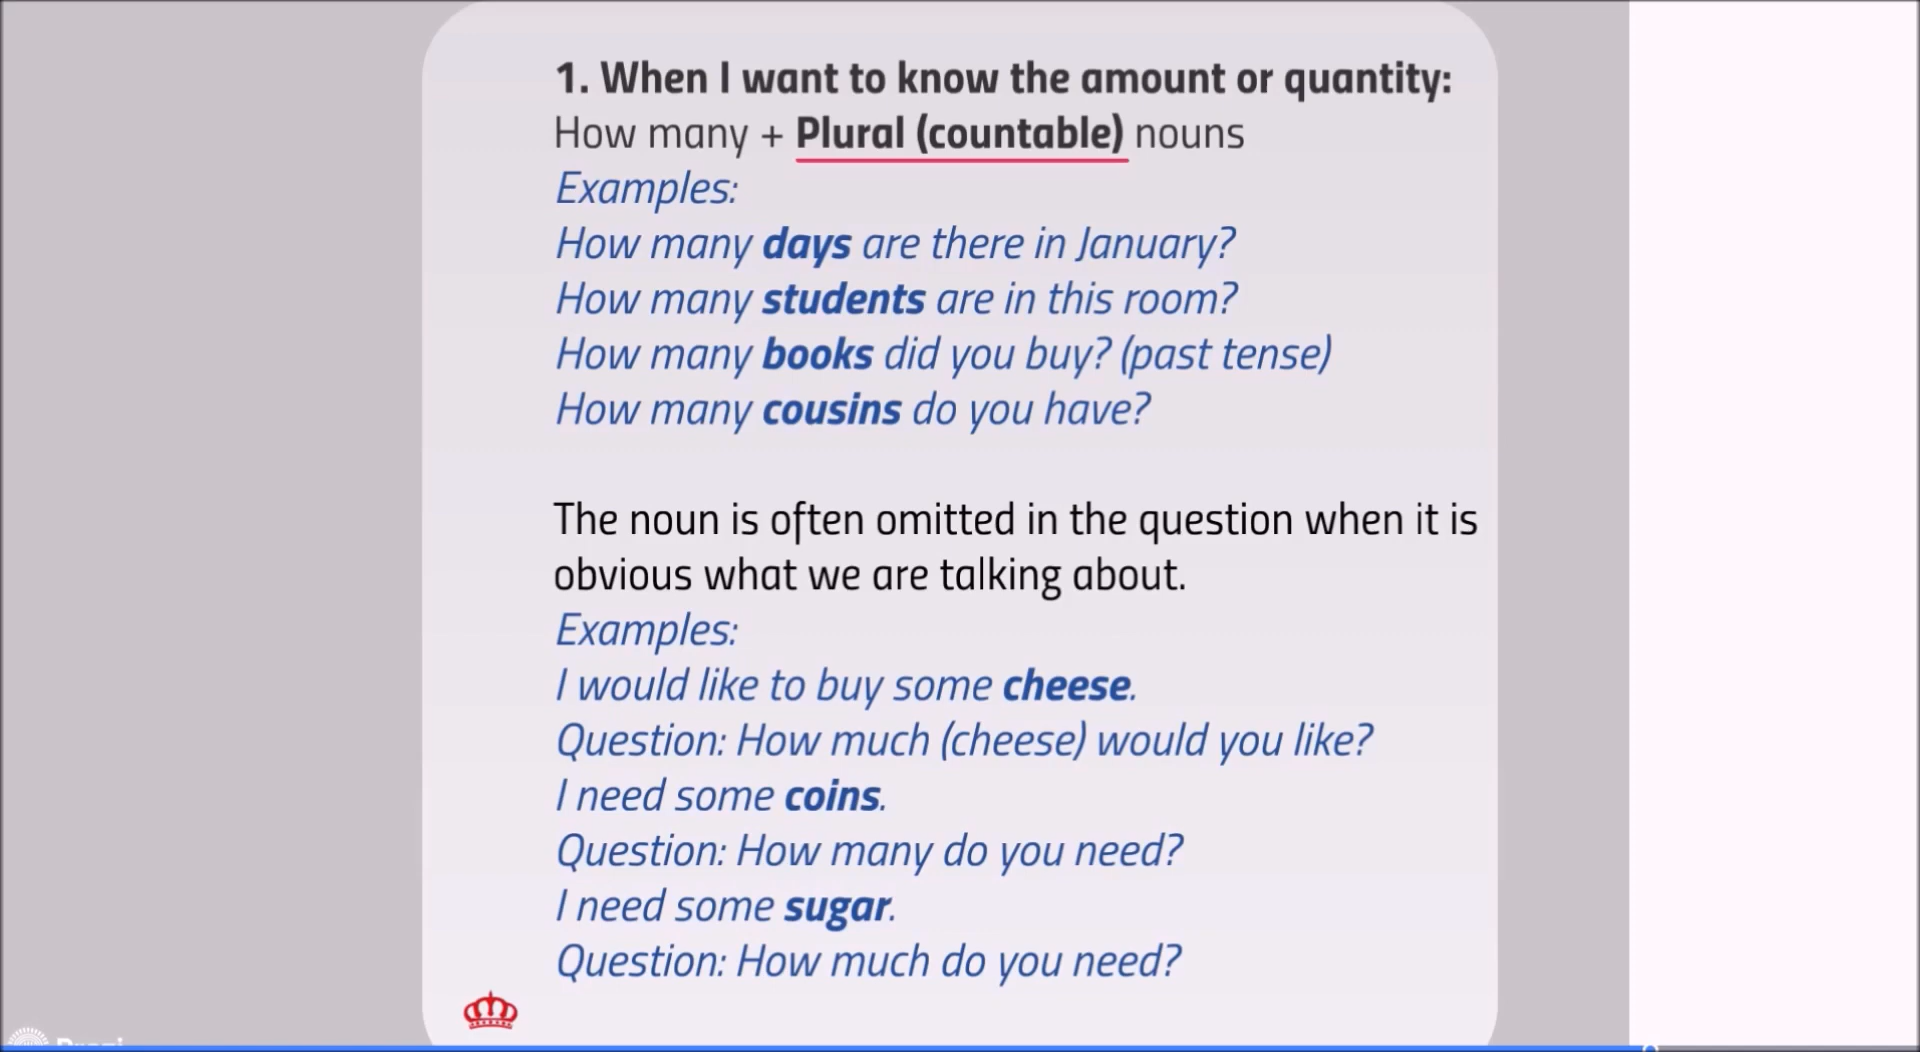 1. When I want to know the amount or quantity:
How many + Plural (countable) nouns
Examples:
How many days are there in January?
How many students are in this room?
How many books did you buy? (past tense)
How many cousins do you have?
The noun is often omitted in the question when it is
obvious what we are talking about.
Examples:
I would like to buy some cheese.
Question: How much (cheese) would you like?
I need some coins.
Question: How many do you need?
I need some sugar.
Question: How much do you need?